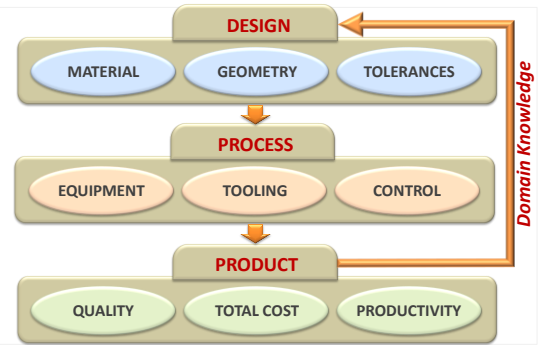 DESIGN
MATERIAL
GEOMETRY
TOLERANCES
PROCESS
EQUIPMENT
TOOLING
CONTROL
PRODUCT
QUALITY
TOTAL COST
PRODUCTIVITY
Domain Knowledge